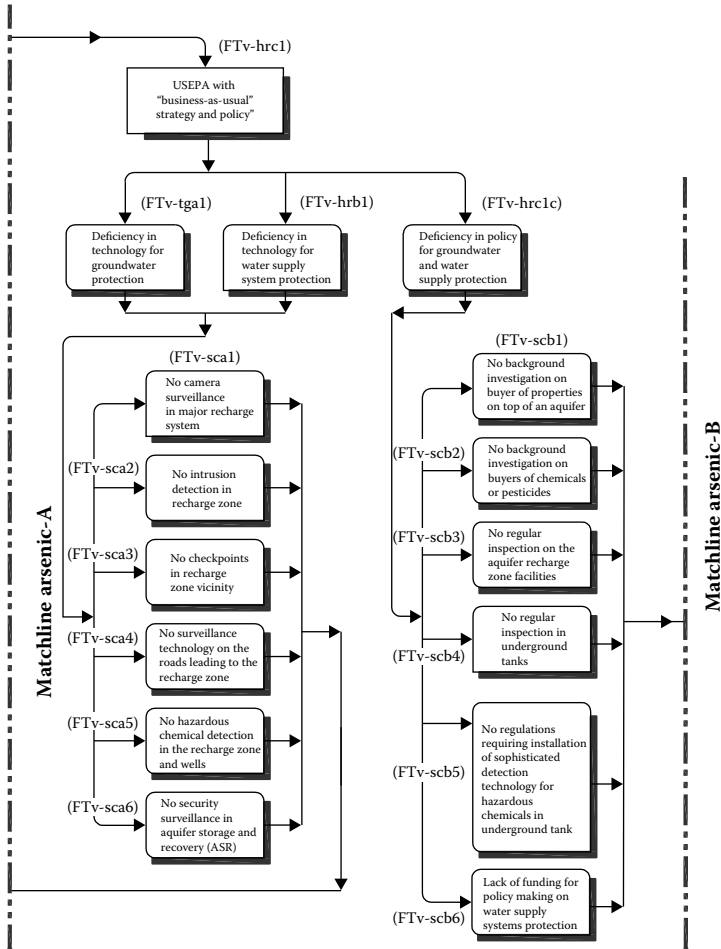 (FTv-hrc1)
USEPA with
“business-as-usual”
strategy and policy”
(FTv-tga1)
(FTv-hrb1)
(FTv-hrc1c)
Deficiency in
technology for
groundwater
protection
Deficiency in
technology for
water supply
system protection
Deficiency in policy
for groundwater
and water
supply protection
(FTv-sca1)
No camera
surveillance
in major recharge
system
(FTv-sca2)
No intrusion
detection in
recharge zone
(FTv-sca3)
No checkpoints
in recharge
zone vicinity
(FTv-sca4)
No surveillance
technology on the
roads leading to the
recharge zone
(FTv-sca5)
No hazardous
chemical detection
in the recharge zone
and wells
(FTv-sca6)
No security
surveillance in
aquifer storage and
recovery (ASR)
Matchline arsenic-A
(FTv-scb1)
No background
investigation on
buyer of properties
on top of an aquifer
(FTv-scb2)
No background
investigation on
buyers of chemicals
or pesticides
(FTv-scb3)
No regular
inspection on the
aquifer recharge
zone facilities
(FTv-scb4)
No regular
inspection in
underground
tanks
(FTv-scb5)
No regulations
requiring installation
of sophisticated
detection
technology for
hazardous
chemicals in
underground tank
(FTv-scb6)
Lack of funding for
policy making on
water supply
systems protection
Matchline arsenic-B